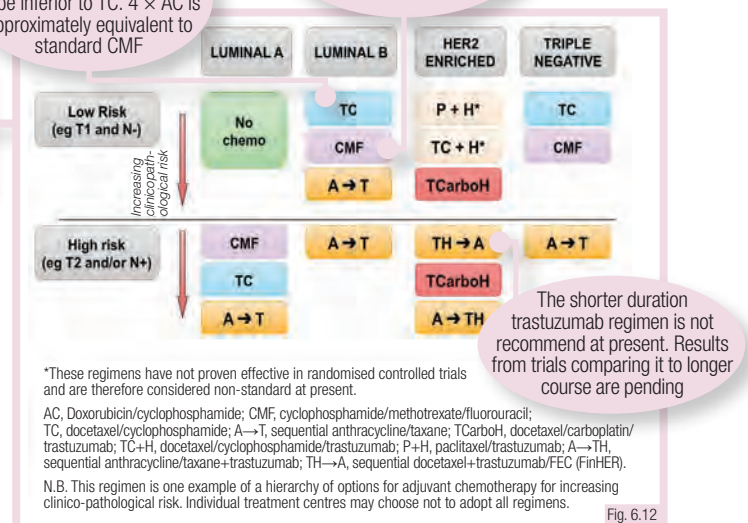 be inferior to TC. 4 × AC is
approximately equivalent to
standard CMF
LUMINAL A
LUMINAL B
HER2
ENRICHED
TRIPLE
NEGATIVE
Low Risk
(eg T1 and N-)
Increasing
clinicopath-
ological risk
No
chemo
TC
CMF
A→T
P + H*
TC + H*
TCarboH
TC
CMF
High risk
(eg T2 and/or N+)
CMF
TC
A→T
A→T
TH→A
TCarboH
A→TH
A→T
The shorter duration
trastuzumab regimen is not
recommend at present. Results
from trials comparing it to longer
course are pending
*These regimens have not proven effective in randomised controlled trials
and are therefore considered non-standard at present.
AC, Doxorubicin/cyclophosphamide; CMF, cyclophosphamide/methotrexate/fluorouracil;
TC, docetaxel/cyclophosphamide; A→T, sequential anthracycline/taxane; TCarboH, docetaxel/carboplatin/
trastuzumab; TC+H, docetaxel/cyclophosphamide/trastuzumab; P+H, paclitaxel/trastuzumab; A→TH,
sequential anthracycline/taxane+trastuzumab; TH→A, sequential docetaxel+trastuzumab/FEC (FinHER).
N.B. This regimen is one example of a hierarchy of options for adjuvant chemotherapy for increasing
clinico-pathological risk. Individual treatment centres may choose not to adopt all regimens.
Fig. 6.12